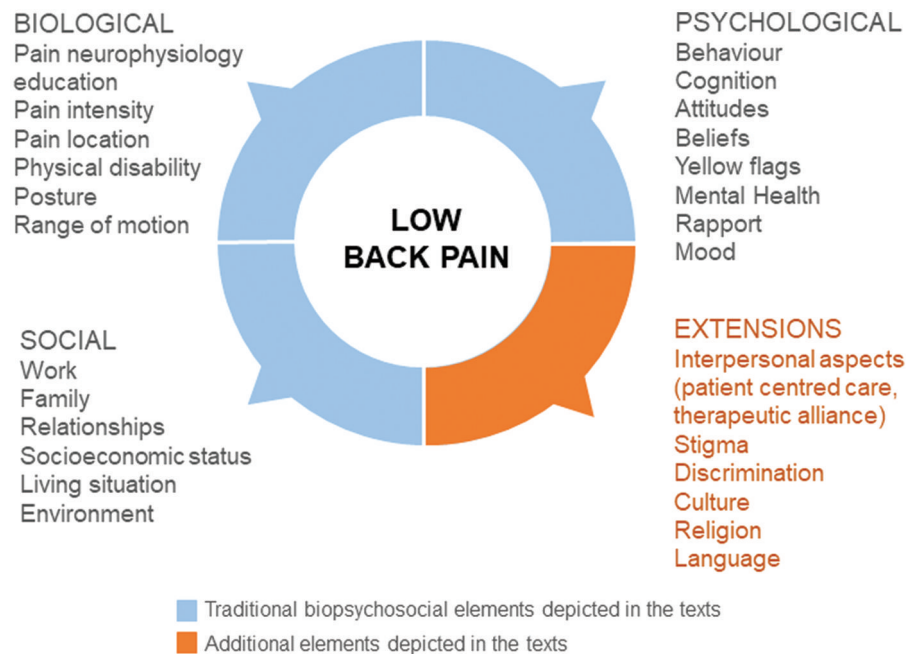 BIOLOGICAL
Pain neurophysiology
education
Pain intensity
Pain location
Physical disability
Posture
Range of motion
PSYCHOLOGICAL
Behaviour
Cognition
Attitudes
Beliefs
Yellow flags
Mental Health
Rapport
Mood
LOW
BACK PAIN
SOCIAL
Work
Family
Relationships
Socioeconomic status
Living situation
Environment
EXTENSIONS
Interpersonal aspects
(patient centred care,
therapeutic alliance)
Stigma
Discrimination
Culture
Religion
Language
Traditional biopsychosocial elements depicted in the texts
Additional elements depicted in the texts